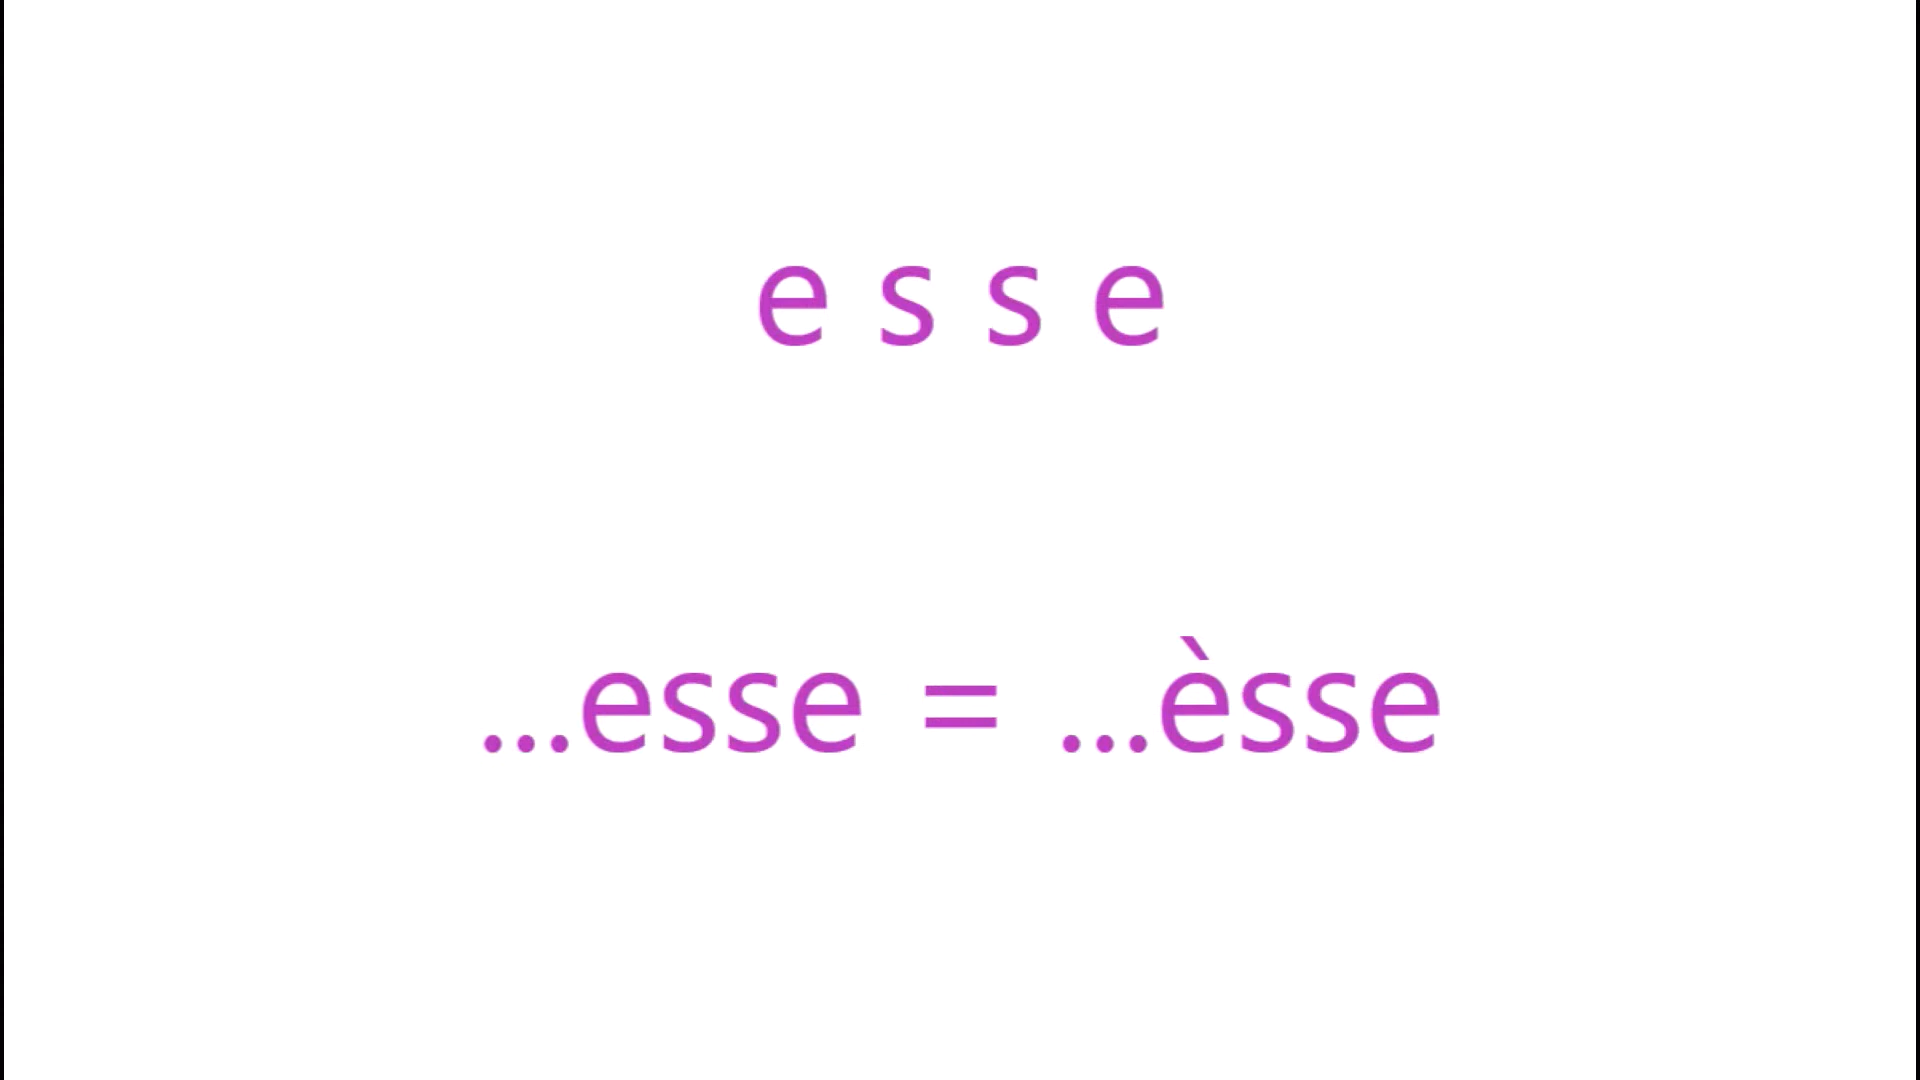 e s s e
...esse = ...èsse